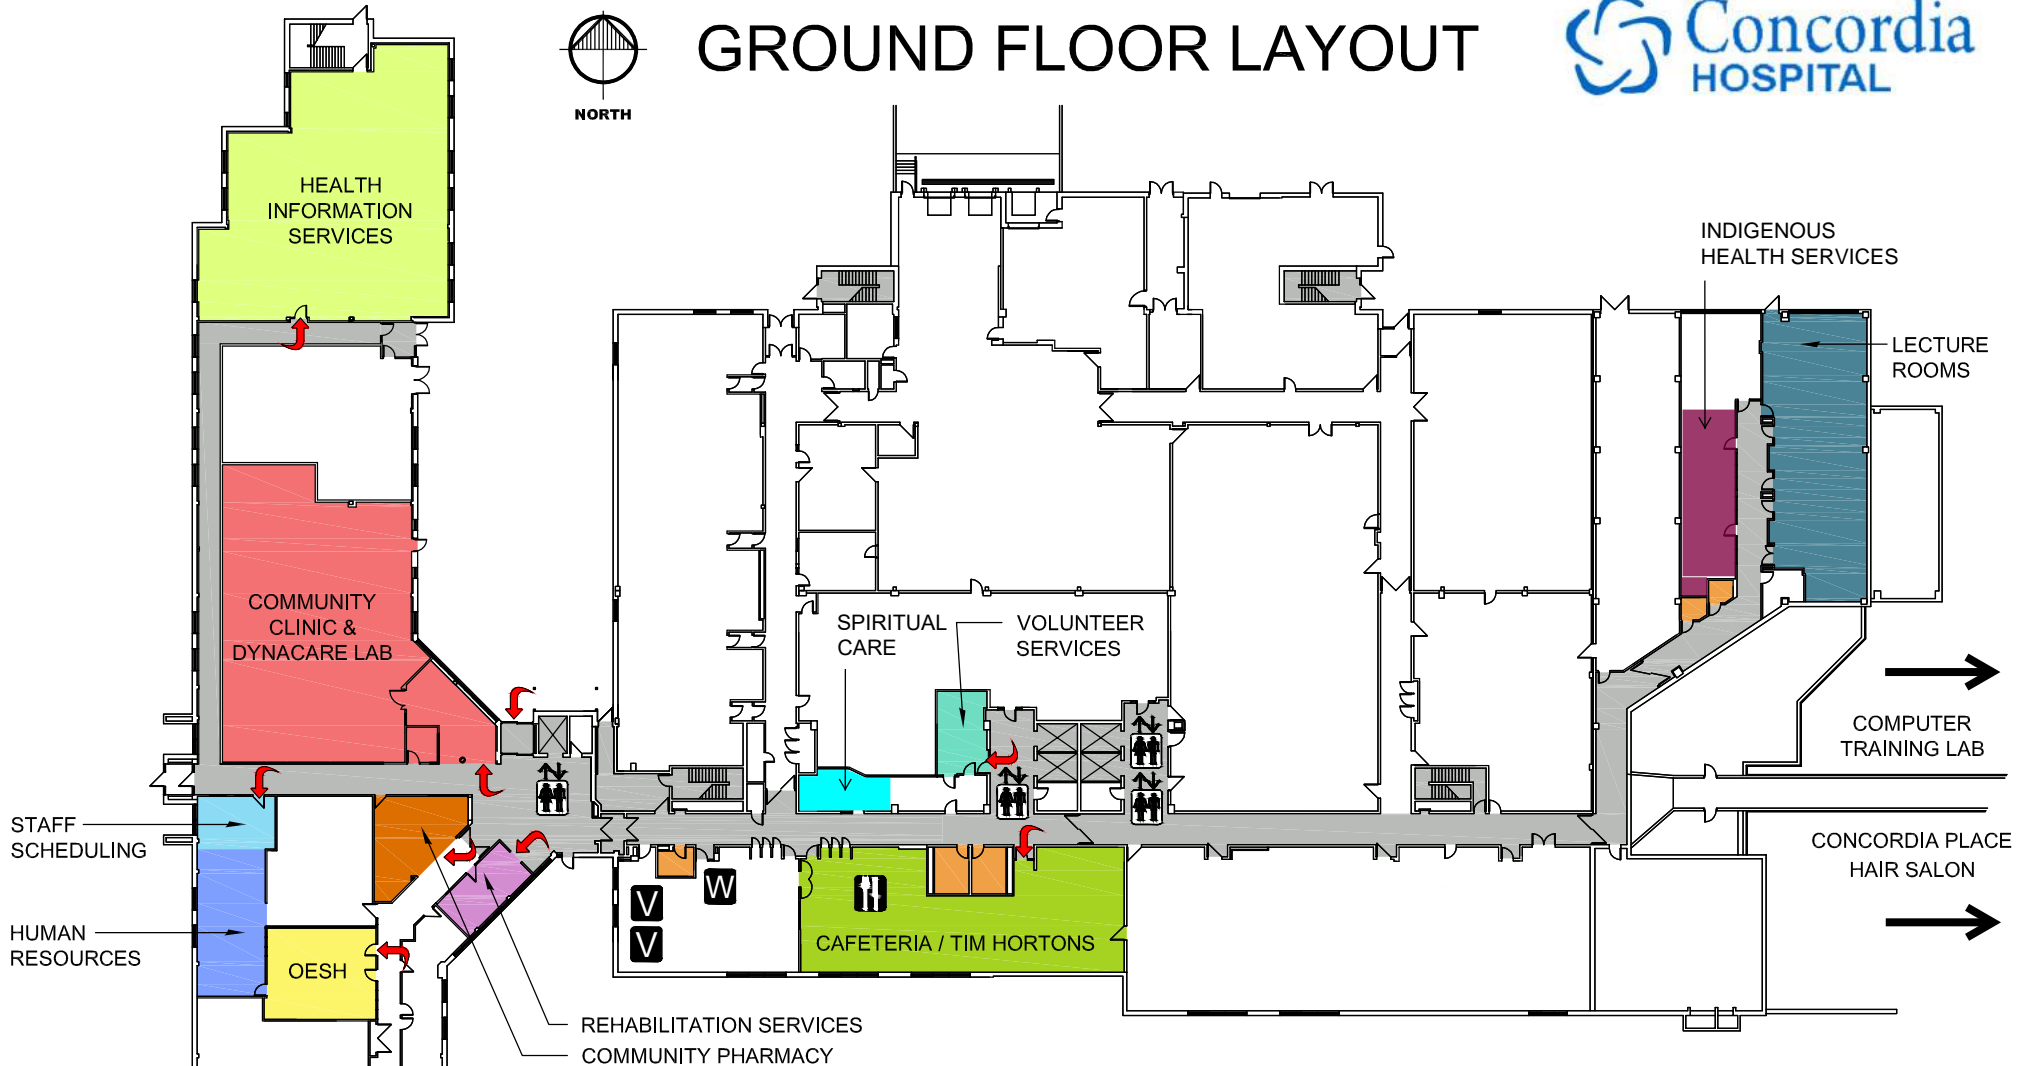 GROUND FLOOR LAYOUT
Concordia
HOSPITAL
NORTH
HEALTH
INFORMATION
SERVICES
INDIGENOUS
HEALTH SERVICES
LECTURE
ROOMS
COMMUNITY
CLINIC &
DYNACARE LAB
SPIRITUAL
CARE
VOLUNTEER
SERVICES
COMPUTER
TRAINING LAB
STAFF
SCHEDULING
CONCORDIA PLACE
HAIR SALON
W
V
V
HUMAN
RESOURCES
OESH
CAFETERIA / TIM HORTONS
REHABILITATION SERVICES
COMMUNITY PHARMACY